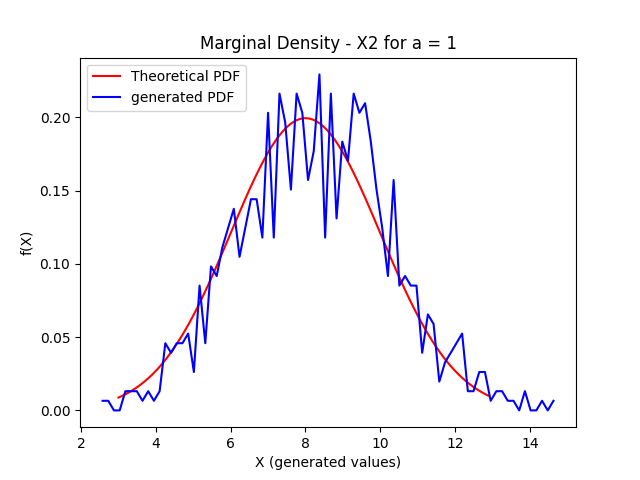 Marginal Density - X2 for a = 1
Theoretical PDF
generated PDF
f(X)
0.20
0.15
0.10
0.05
0.00
2 4 6 8 10 12 14
X (generated values)